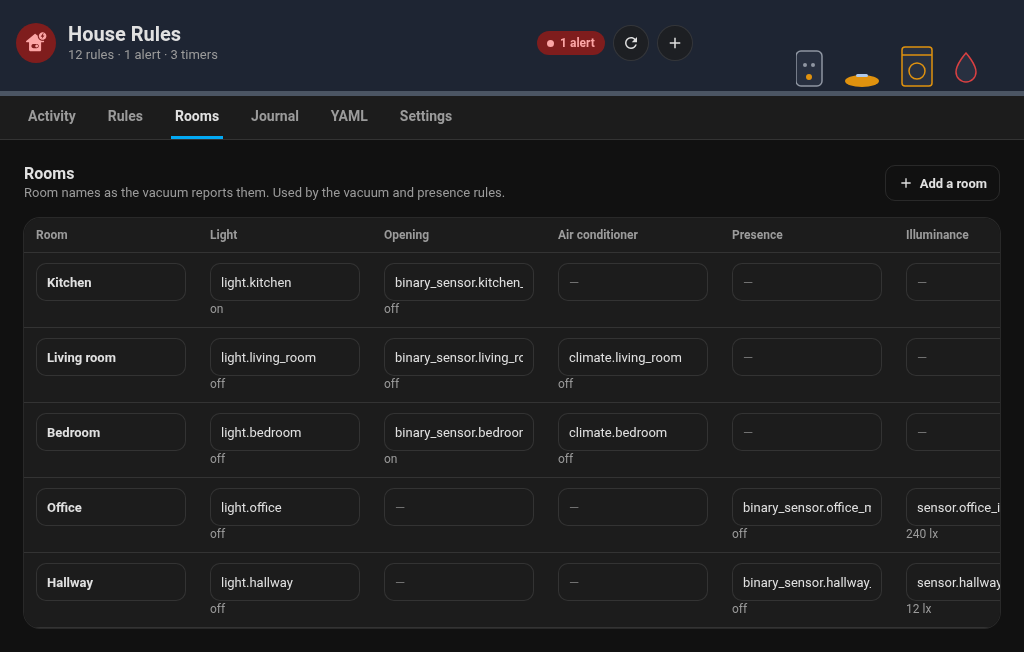 House Rules
12 rules · 1 alert · 3 timers
1 alert
Activity Rules Rooms Journal YAML Settings
Rooms
Room names as the vacuum reports them. Used by the vacuum and presence rules.
Add a room
Room Light Opening Air conditioner Presence Illuminance
Kitchen light.kitchen binary_sensor.kitchen_ — — —
on off
Living room light.living_room binary_sensor.living_ro climate.living_room — —
off off off
Bedroom light.bedroom binary_sensor.bedroor climate.bedroom — —
off on off
Office light.office — — binary_sensor.office_n sensor.office_i
off off 240 lx
Hallway light.hallway — — binary_sensor.hallway_ sensor.hallway
off off 12 lx